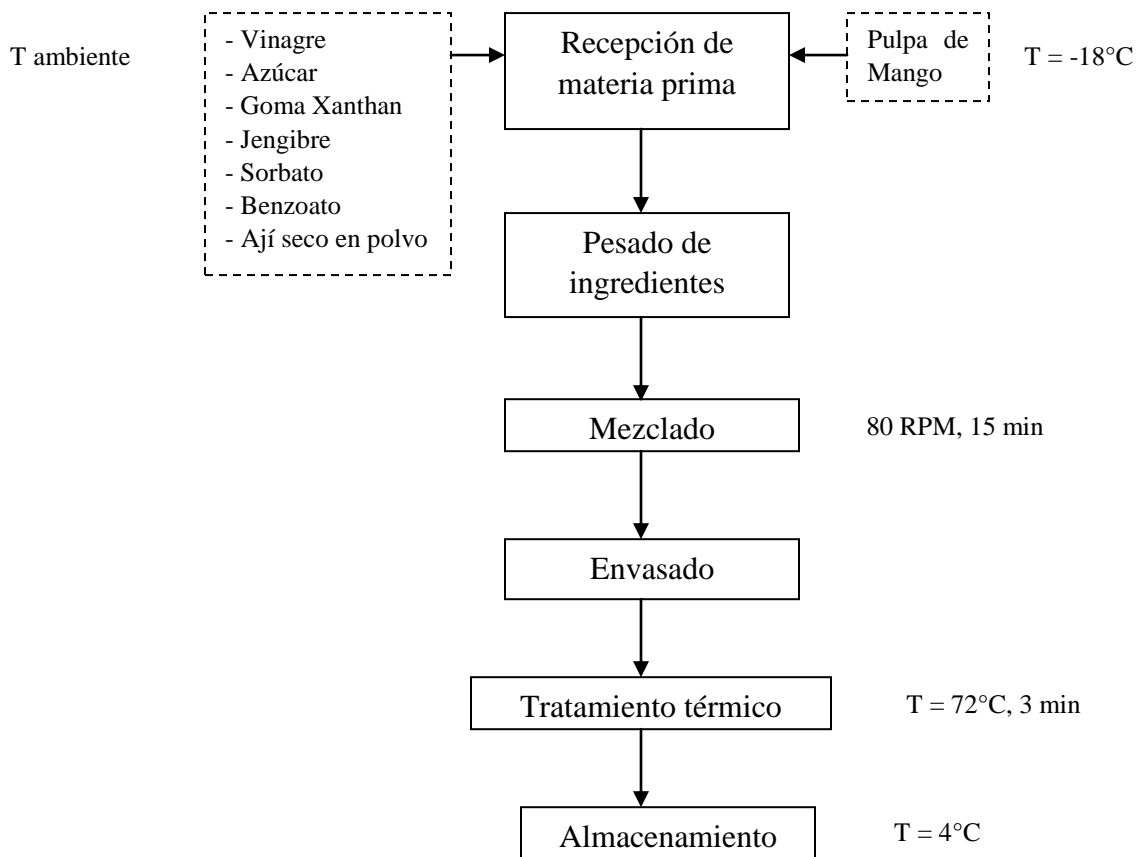 T ambiente
- Vinagre
- Azúcar
- Goma Xanthan
- Jengibre
- Sorbato
- Benzoato
- Ají seco en polvo
Recepción de
materia prima
Pulpa de
Mango
T = -18°C
Pesado de
ingredientes
Mezclado
80 RPM, 15 min
Envasado
Tratamiento térmico
T = 72°C, 3 min
Almacenamiento
T = 4°C